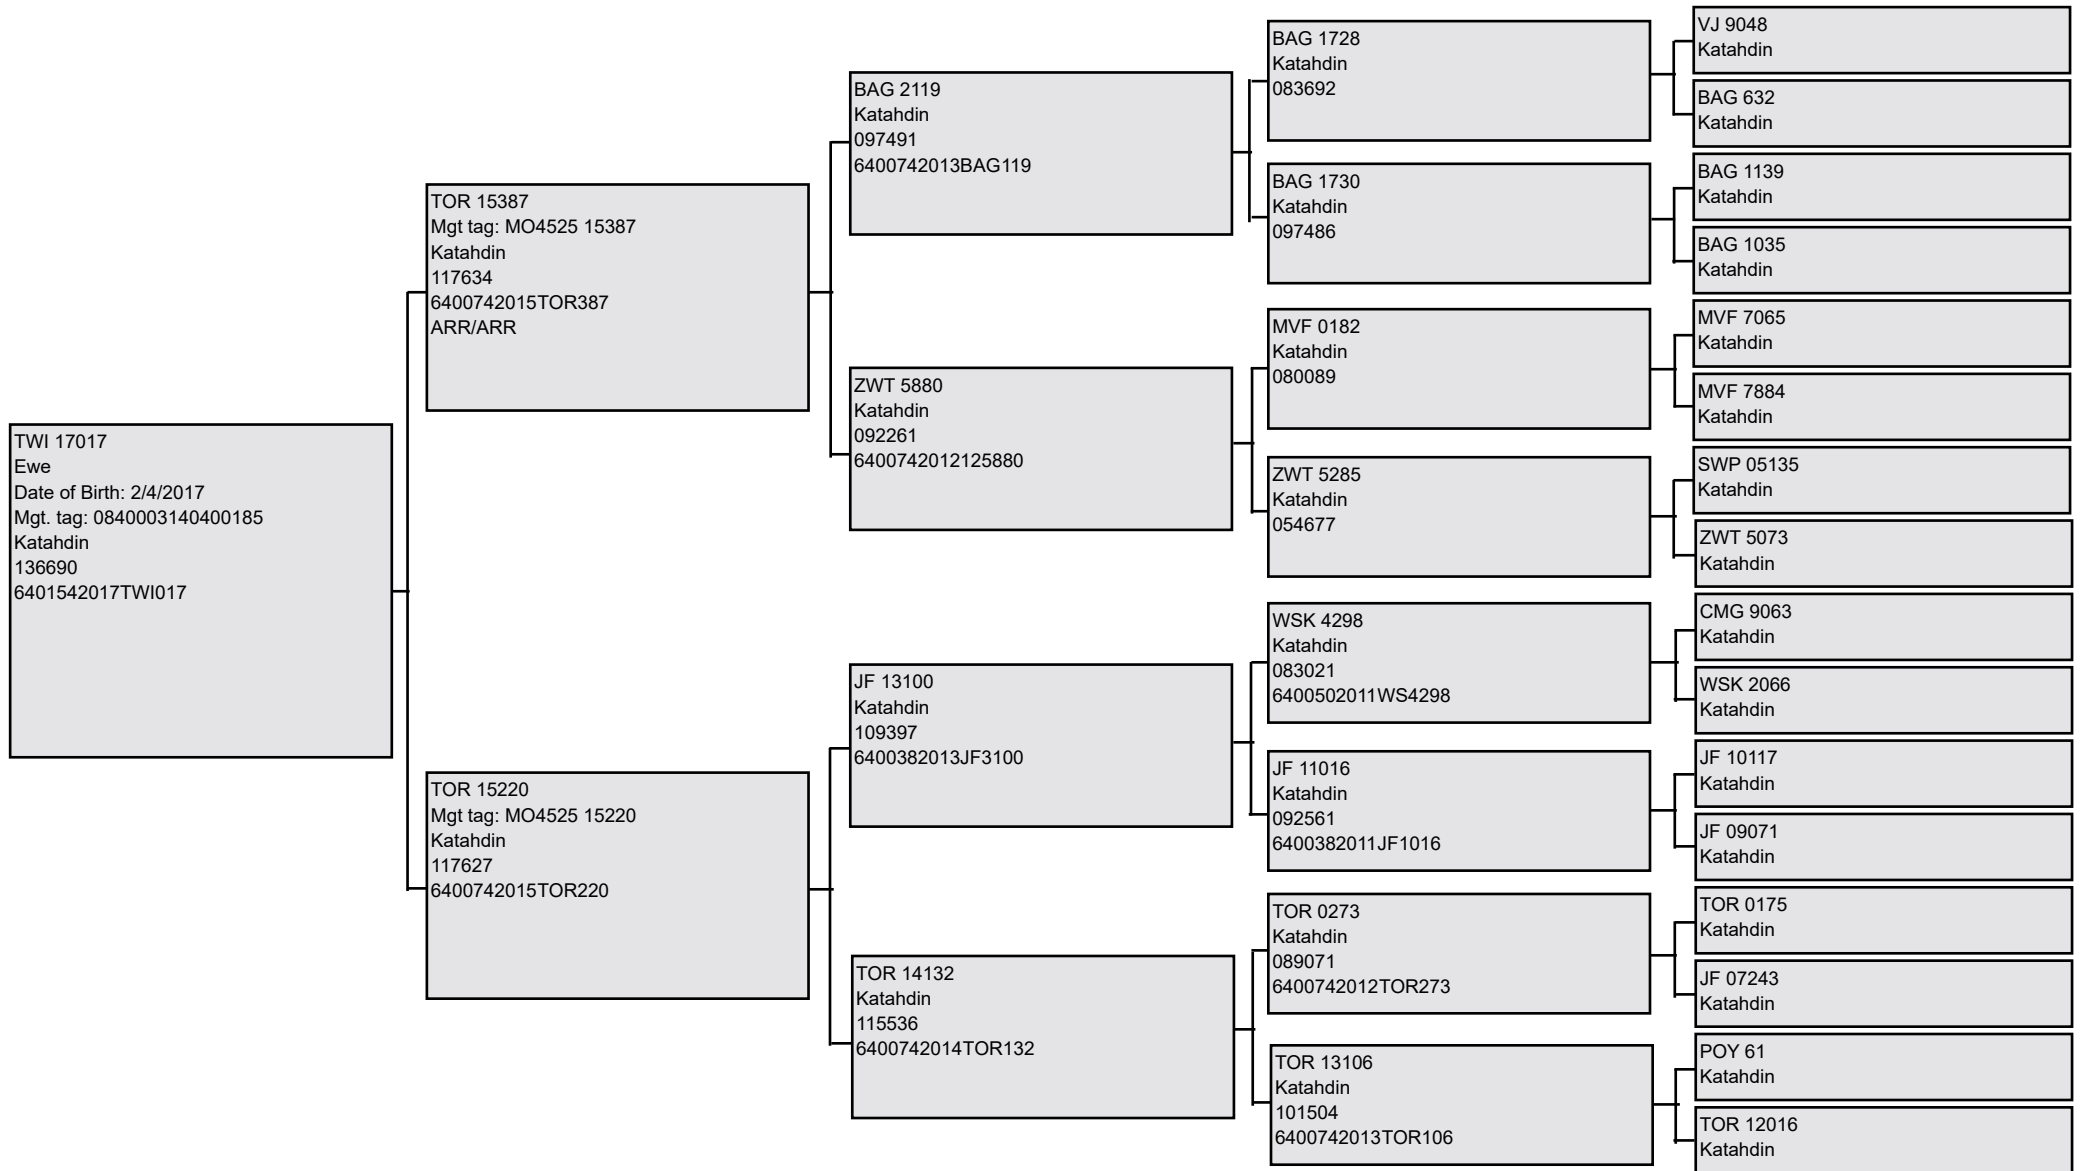 TWI 17017
Ewe
Date of Birth: 2/4/2017
Mgt. tag: 0840003140400185
Katahdin
136690
6401542017TWI017
TOR 15387
Mgt tag: MO4525 15387
Katahdin
117634
6400742015TOR387
ARR/ARR
TOR 15220
Mgt tag: MO4525 15220
Katahdin
117627
6400742015TOR220
BAG 2119
Katahdin
097491
6400742013BAG119
ZWT 5880
Katahdin
092261
6400742012125880
JF 13100
Katahdin
109397
6400382013JF3100
TOR 14132
Katahdin
115536
6400742014TOR132
BAG 1728
Katahdin
083692
BAG 1730
Katahdin
097486
MVF 0182
Katahdin
080089
ZWT 5285
Katahdin
054677
WSK 4298
Katahdin
083021
6400502011WS4298
JF 11016
Katahdin
092561
6400382011JF1016
TOR 0273
Katahdin
089071
6400742012TOR273
TOR 13106
Katahdin
101504
6400742013TOR106
VJ 9048
Katahdin
BAG 632
Katahdin
BAG 1139
Katahdin
BAG 1035
Katahdin
MVF 7065
Katahdin
MVF 7884
Katahdin
SWP 05135
Katahdin
ZWT 5073
Katahdin
CMG 9063
Katahdin
WSK 2066
Katahdin
JF 10117
Katahdin
JF 09071
Katahdin
TOR 0175
Katahdin
JF 07243
Katahdin
POY 61
Katahdin
TOR 12016
Katahdin